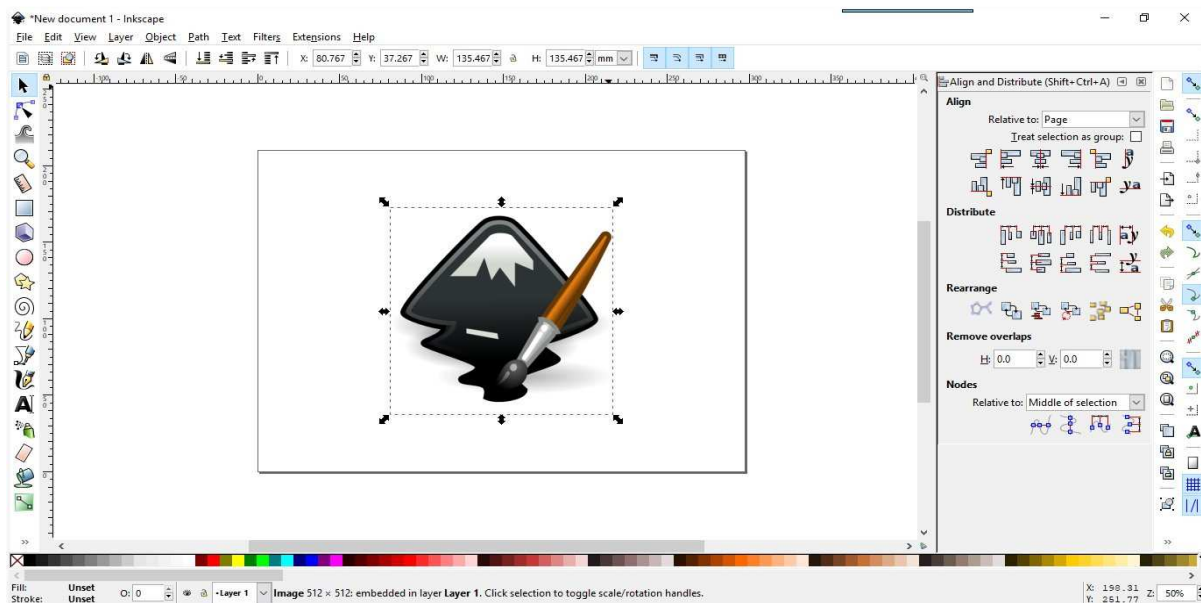 *New document 1 - Inkscape
File Edit View Layer Object Path Text Filters Extensions Help
X: 80.767 Y: 37.267 W: 135.467 H: 135.467 mm
Align and Distribute (Shift+Ctrl+A)
Align
Relative to: Page
Treat selection as group:
Distribute
Rearrange
Remove overlaps
H: 0.0 V: 0.0
Nodes
Relative to: Middle of selection
Fill: Unset
Stroke: Unset
O: 0
•Layer 1
Image 512 × 512: embedded in layer Layer 1. Click selection to toggle scale/rotation handles.
X: 190.31
Y: 251.77
Z: 50%